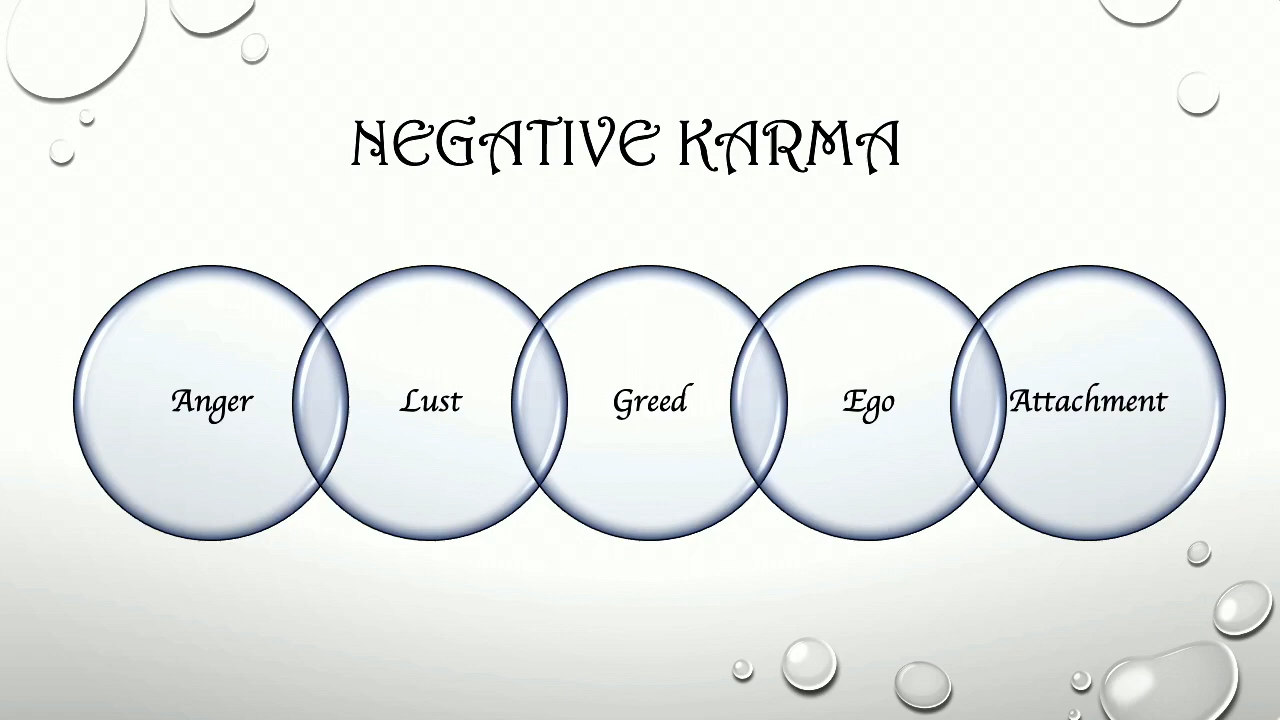 NEGATIVE KARMA
Anger
Lust
Greed
Ego
Attachment